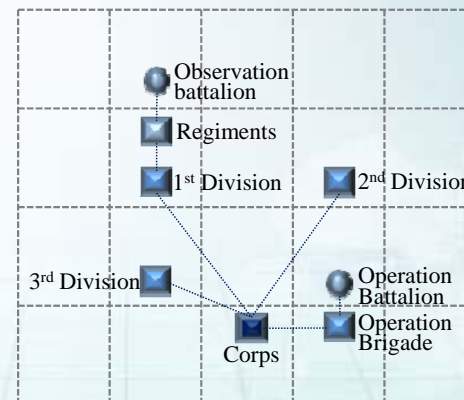 Observation
battalion
Regiments
1st Division
2nd Division
3rd Division
Operation
Battalion
Operation
Brigade
Corps